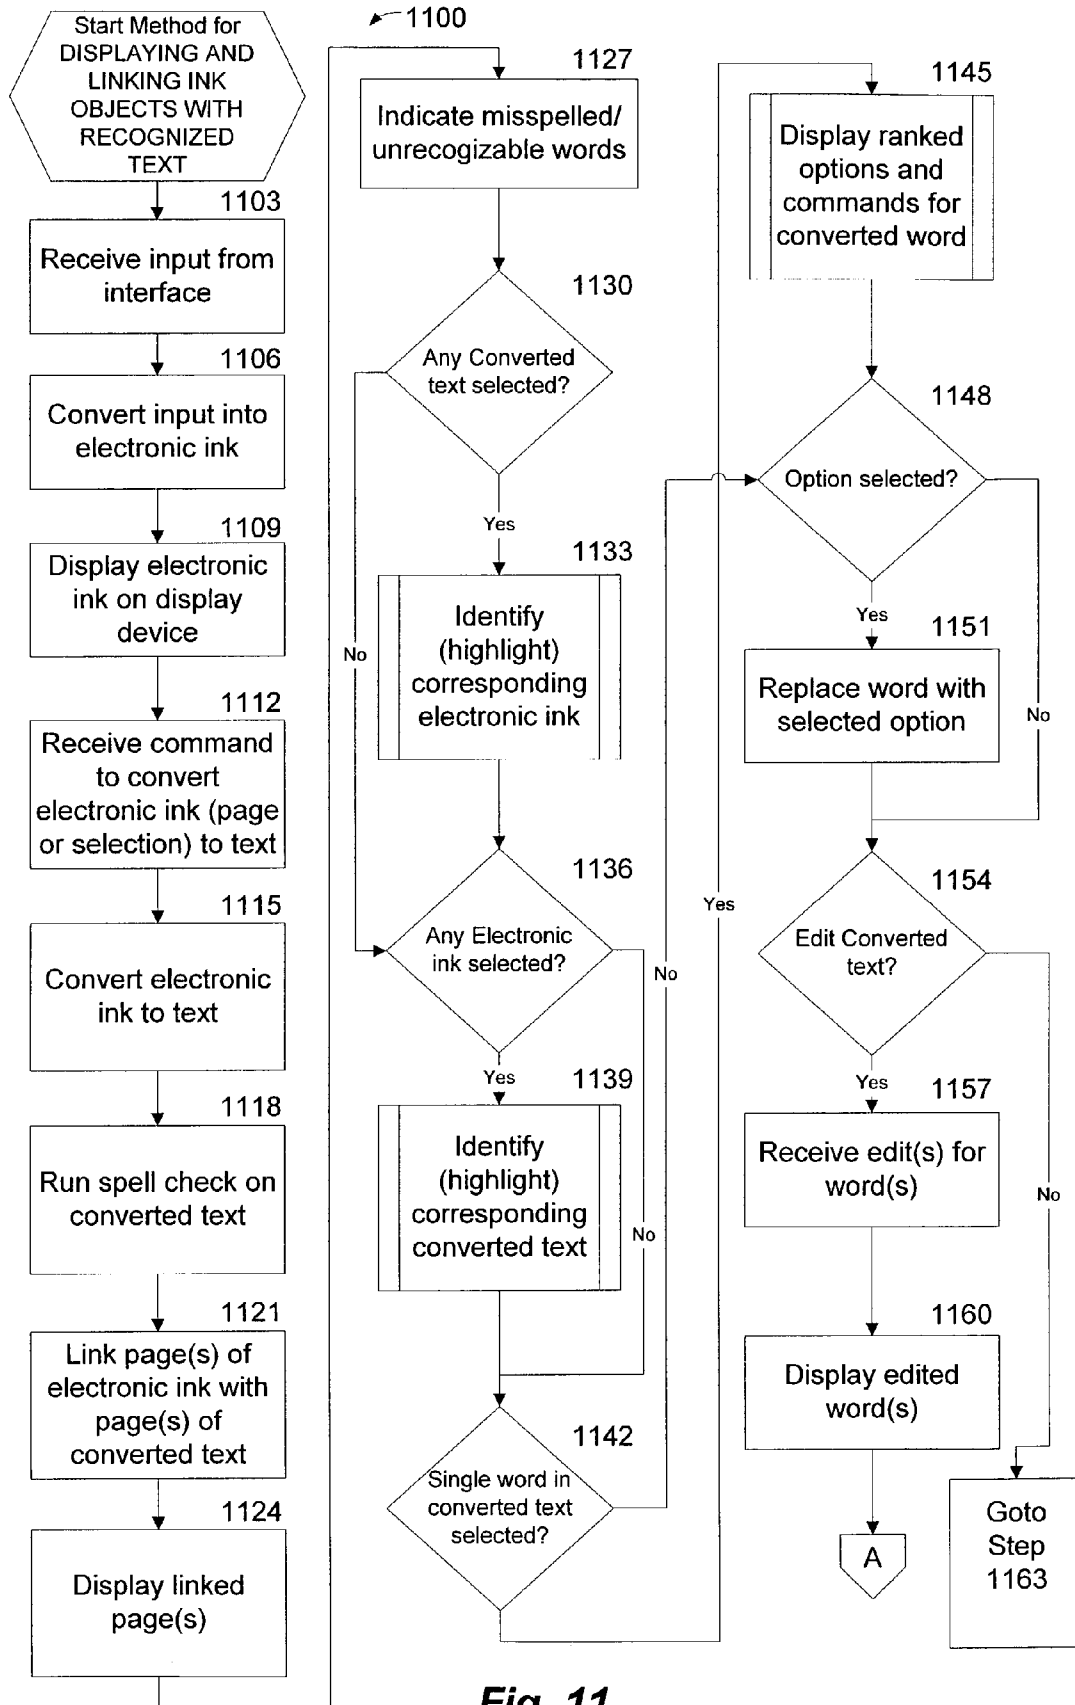 Start Method for
DISPLAYING AND
LINKING INK
OBJECTS WITH
RECOGNIZED
TEXT
1103
Receive input from
interface
1106
Convert input into
electronic ink
1109
Display electronic
ink on display
device
1112
Receive command
to convert
electronic ink (page
or selection) to text
1115
Convert electronic
ink to text
1118
Run spell check on
converted text
1121
Link page(s) of
electronic ink with
page(s) of
converted text
1124
Display linked
page(s)
1100
1127
Indicate misspelled/
unrecogizable words
1130
Any Converted
text selected?
Yes
No
1133
Identify
(highlight)
corresponding
electronic ink
1136
Any Electronic
ink selected?
Yes
No
1139
Identify
(highlight)
corresponding
converted text
1142
Single word in
converted text
selected?
No
Yes
1145
Display ranked
options and
commands for
converted word
1148
Option selected?
Yes
No
1151
Replace word with
selected option
1154
Edit Converted
text?
Yes
No
1157
Receive edit(s) for
word(s)
1160
Display edited
word(s)
A
Goto
Step
1163
Fig. 11